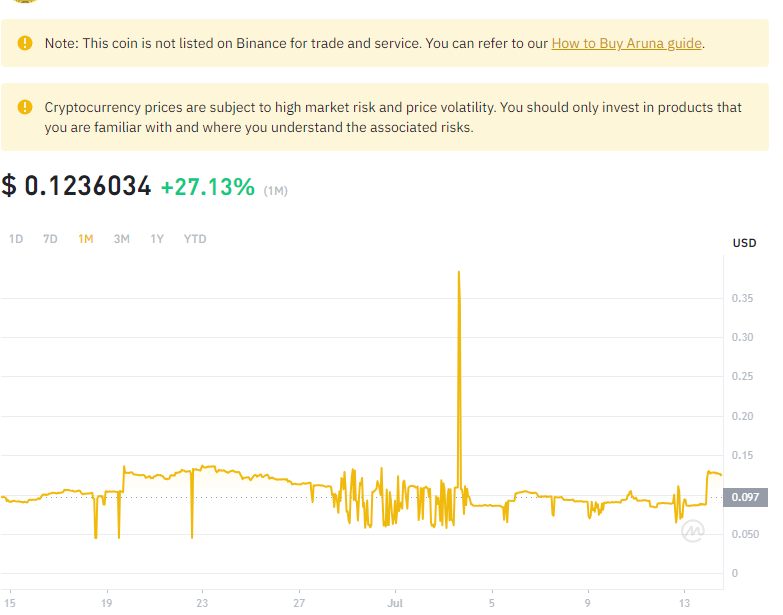 Note: This coin is not listed on Binance for trade and service. You can refer to our How to Buy Aruna guide.
Cryptocurrency prices are subject to high market risk and price volatility. You should only invest in products that
you are familiar with and where you understand the associated risks.
$ 0.1236034 +27.13% (1M)
1D 7D 1M 3M 1Y YTD
USD
0.35
0.30
0.25
0.20
0.15
0.097
0.050
0
15 19 23 27 Jul 5 9 13